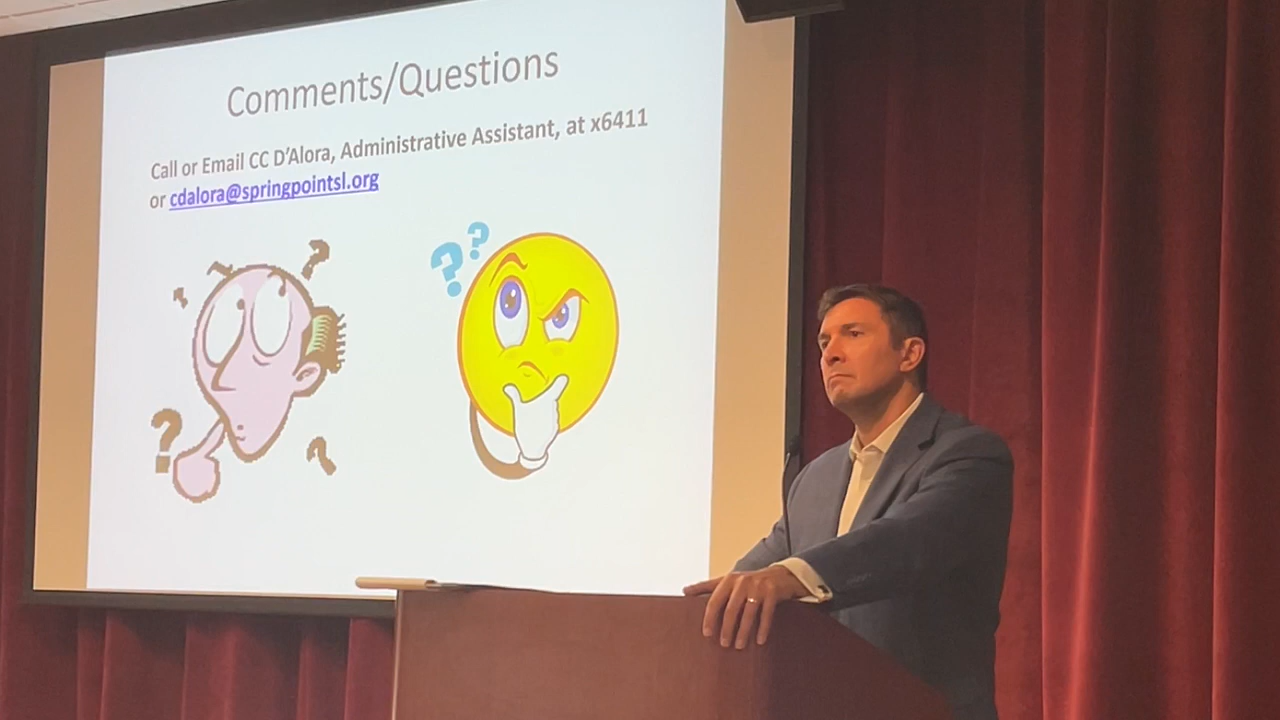 Comments/Questions
Call or Email CC D'Alora, Administrative Assistant, at x6411
or cdalora@springpointsl.org